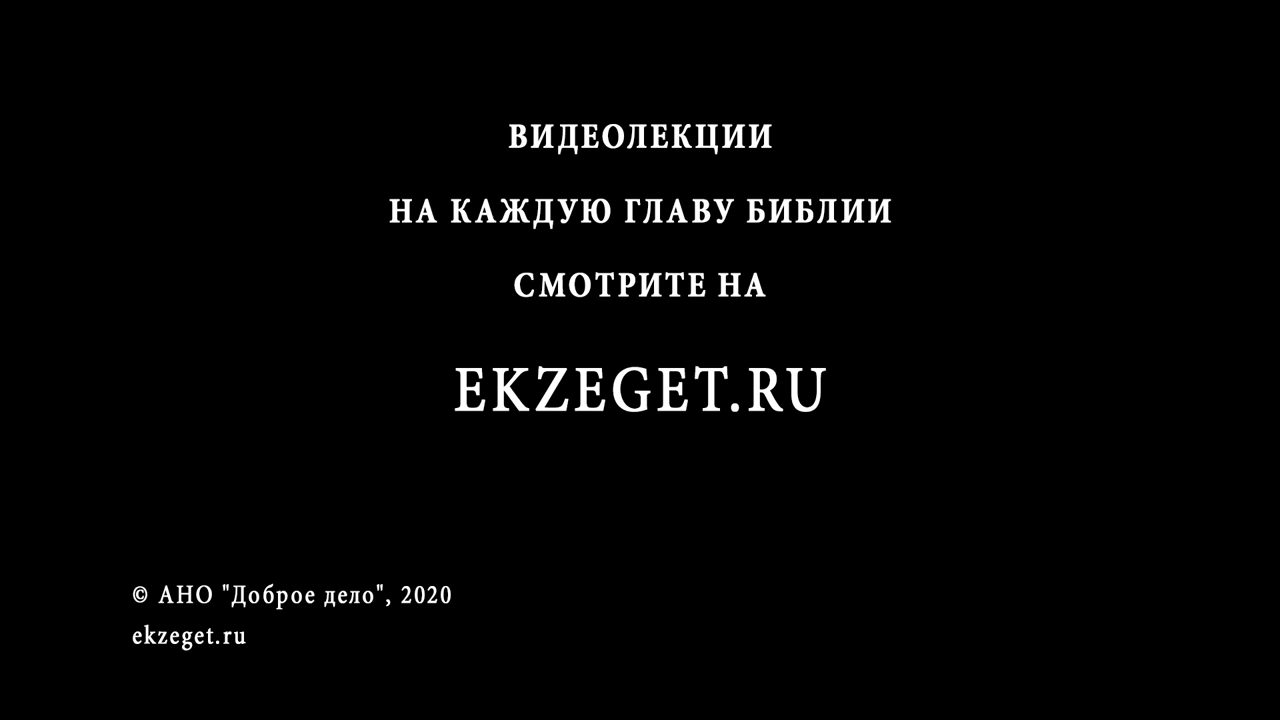 ВИДЕОЛЕКЦИИ
НА КАЖДУЮ ГЛАВУ БИБЛИИ
СМОТРИТЕ НА
EKZEGET.RU
© АНО "Доброе дело", 2020
ekzeget.ru